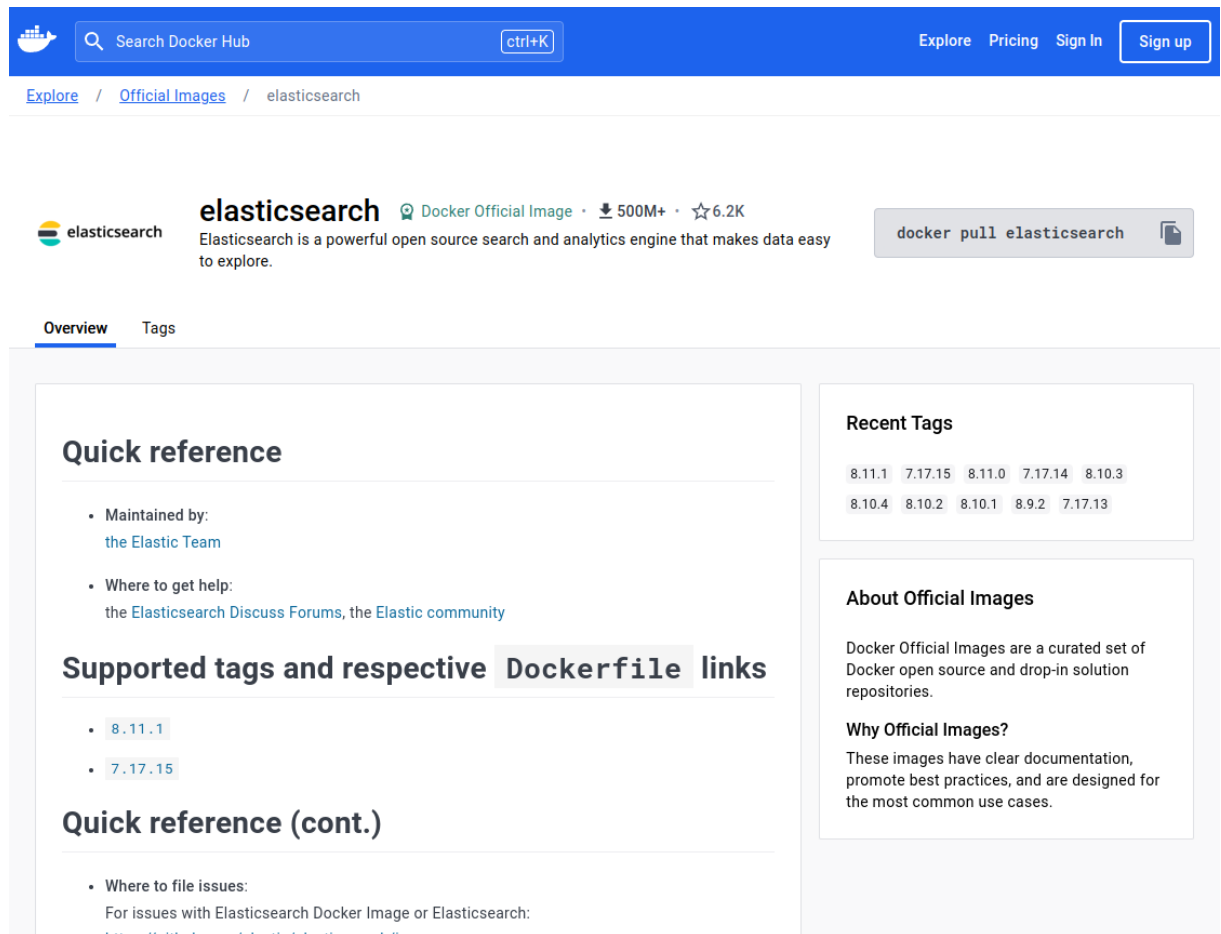 Search Docker Hub ctrl+K Explore Pricing Sign In Sign up
Explore / Official Images / elasticsearch
elasticsearch
elasticsearch Docker Official Image · 500M+ · 6.2K
Elasticsearch is a powerful open source search and analytics engine that makes data easy
to explore.
docker pull elasticsearch
Overview Tags
Quick reference
• Maintained by:
the Elastic Team
• Where to get help:
the Elasticsearch Discuss Forums, the Elastic community
Supported tags and respective Dockerfile links
• 8.11.1
• 7.17.15
Quick reference (cont.)
• Where to file issues:
For issues with Elasticsearch Docker Image or Elasticsearch:
Recent Tags
8.11.1 7.17.15 8.11.0 7.17.14 8.10.3
8.10.4 8.10.2 8.10.1 8.9.2 7.17.13
About Official Images
Docker Official Images are a curated set of
Docker open source and drop-in solution
repositories.
Why Official Images?
These images have clear documentation,
promote best practices, and are designed for
the most common use cases.